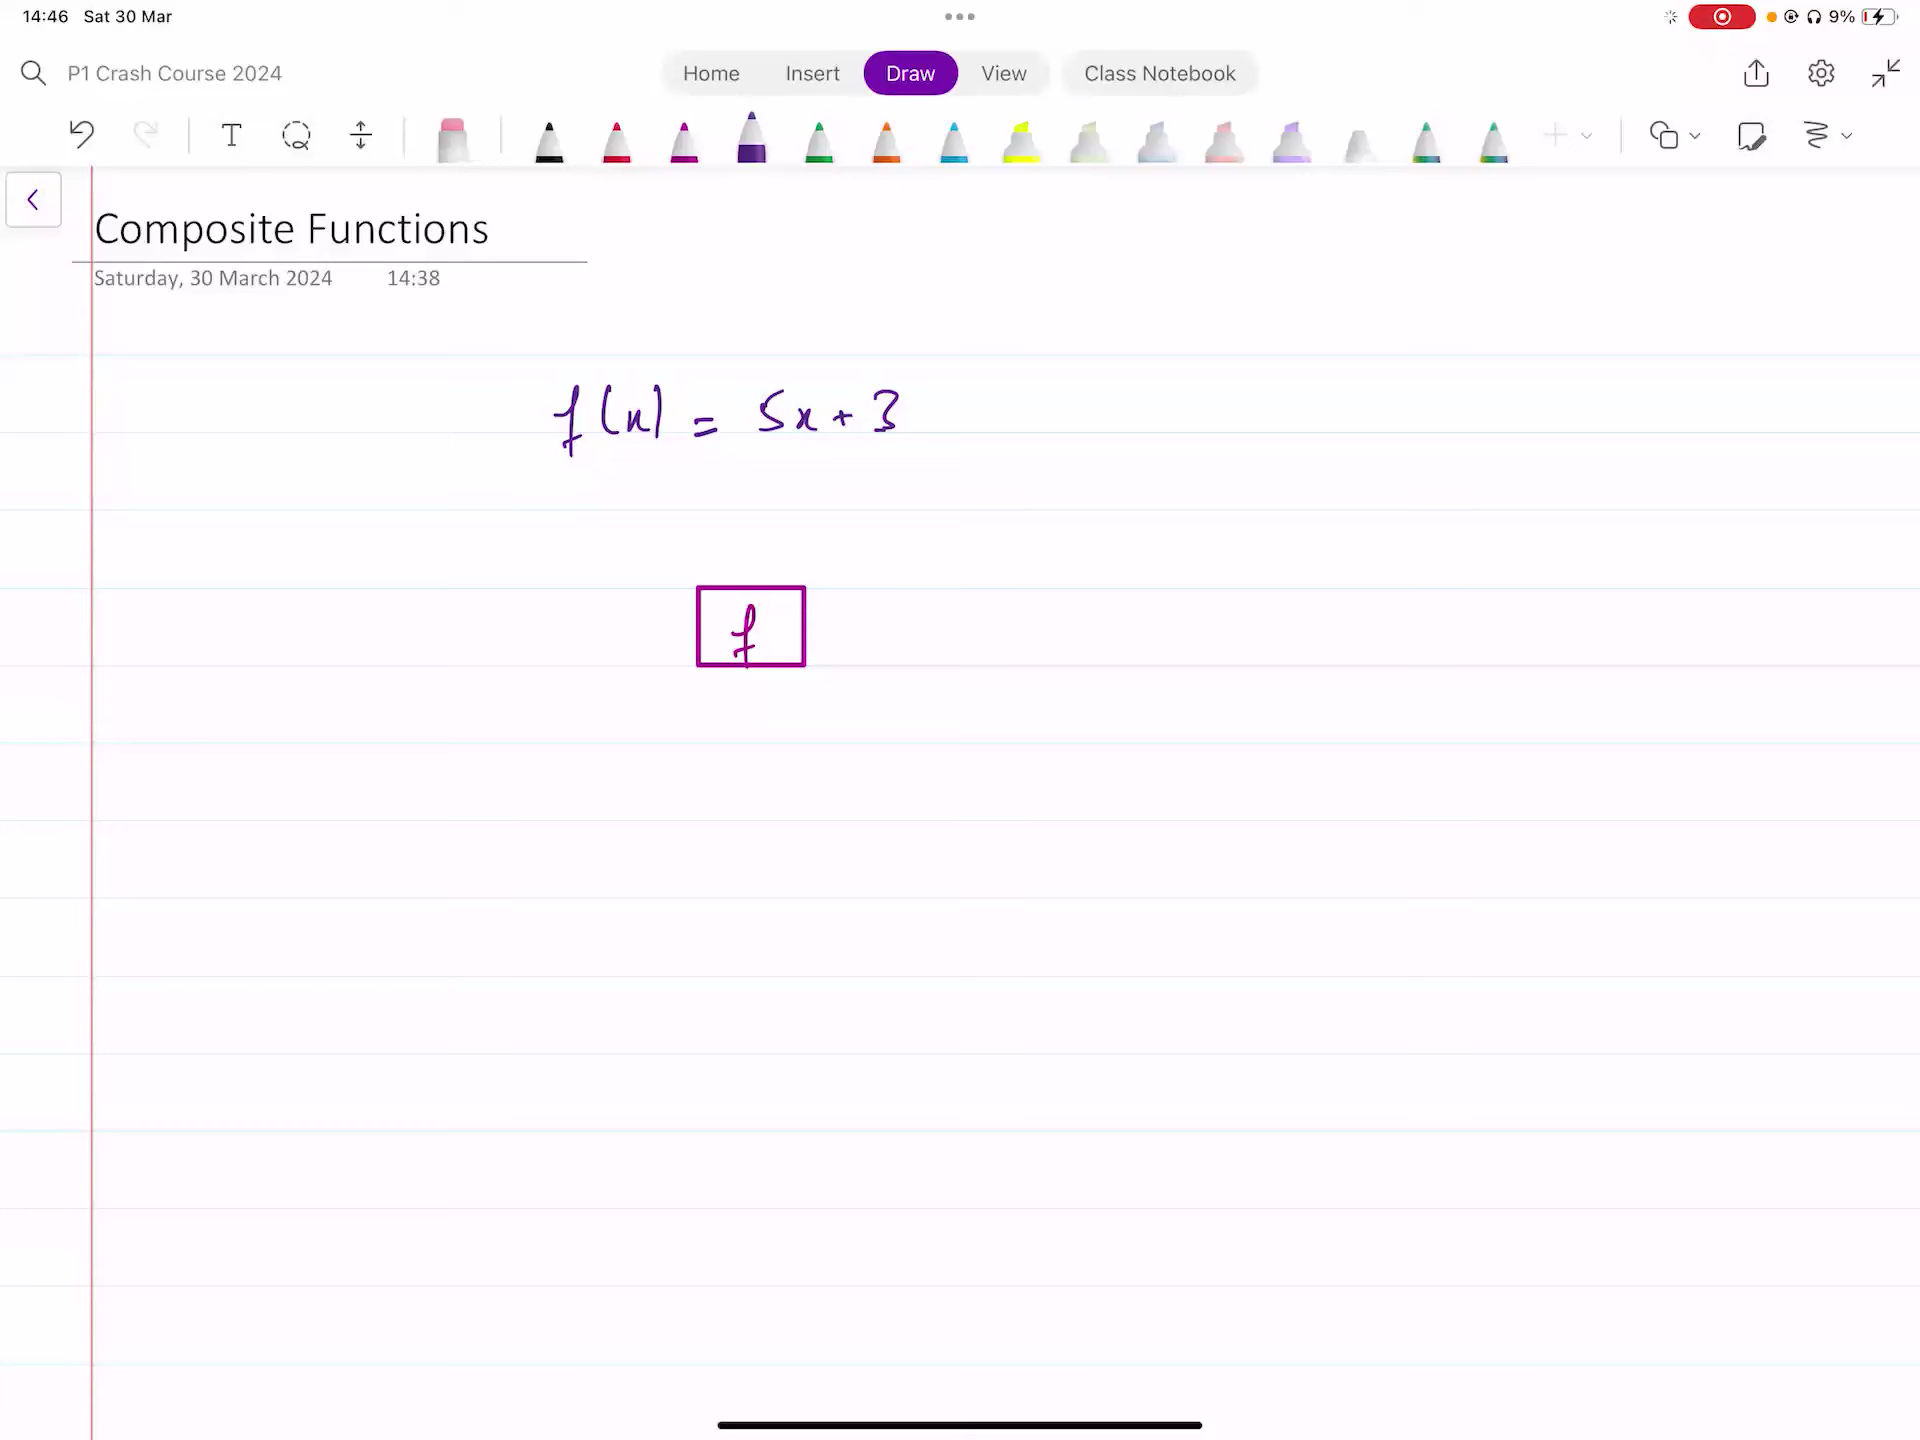 14:46 Sat 30 Mar
9%
P1 Crash Course 2024
Home Insert Draw View Class Notebook
T
Composite Functions
Saturday, 30 March 2024 14:38
f(x) = 5x + 3
f